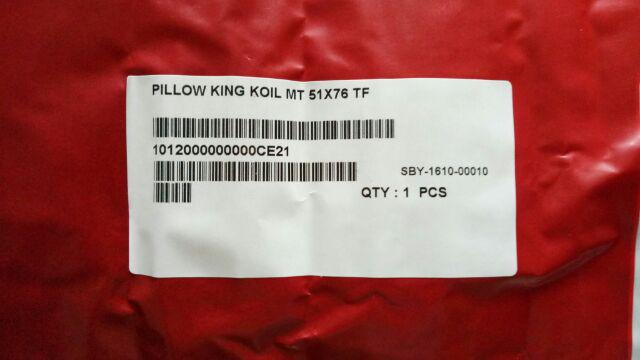 PILLOW KING KOIL MT 51X76 TF
1012000000000CE21
SBY-1610-00010
QTY : 1 PCS